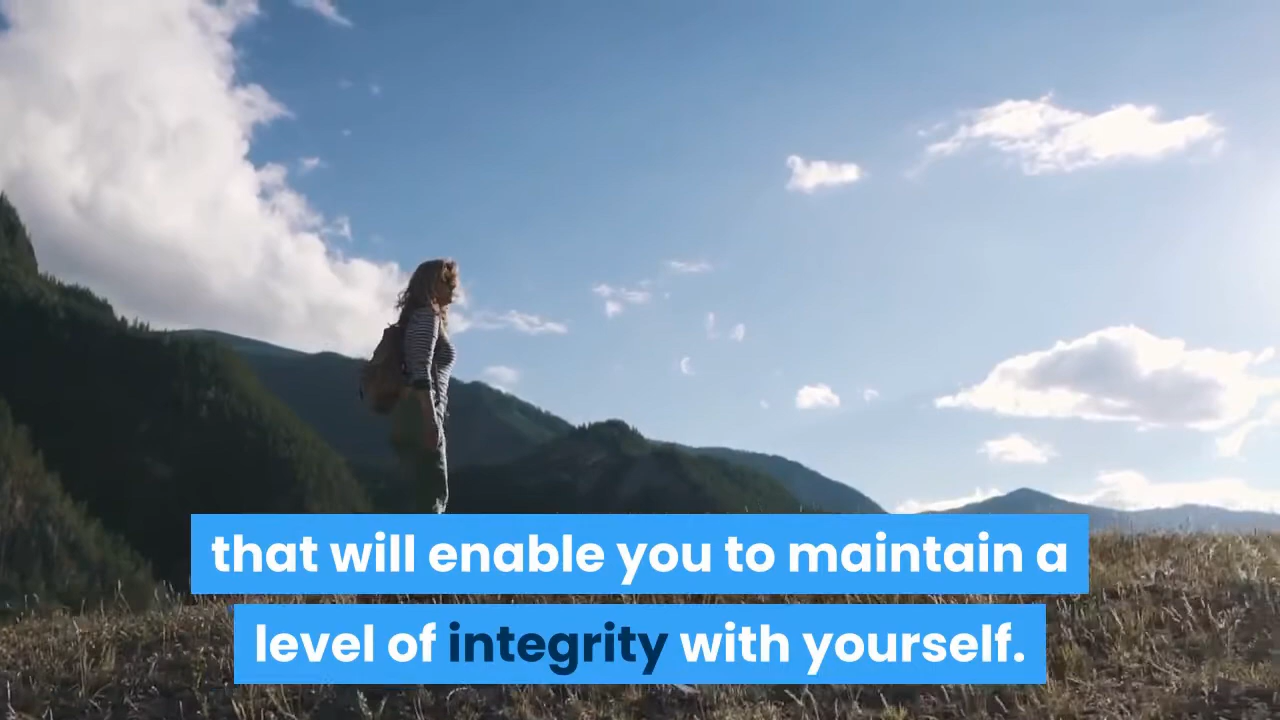 that will enable you to maintain a
level of integrity with yourself.